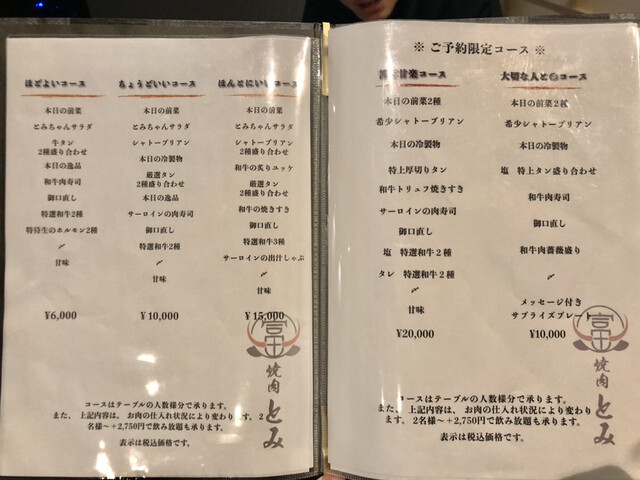 ほどよいコース
本日の前菜
とみちゃんサラダ
牛タン
2種盛り合わせ
本日の逸品
和牛肉寿司
御口直し
特選和牛2種
特待生のホルモン2種
〆
甘味
¥6,000
ちょうどいいコース
本日の前菜
とみちゃんサラダ
シャトーブリアン
本日の冷製物
厳選タン
2種盛り合わせ
本日の逸品
サーロインの肉寿司
御口直し
特選和牛2種
〆
甘味
¥10,000
ほんとにいいコース
本日の前菜
とみちゃんサラダ
シャトーブリアン
2種盛り合わせ
和牛の炙りユッケ
厳選タン
2種盛り合わせ
和牛の焼きすき
御口直し
特選和牛3種
サーロインの出汁しゃぶ
〆
甘味
¥15,000
コースはテーブルの人数様分で承ります。
また、上記内容は、お肉の仕入れ状況により変わります。2
名様〜+2,750円で飲み放題も承ります。
表示は税込価格です。
富田
焼肉とみ
※ ご予約限定コース ※
甘楽コース
本日の前菜2種
希少シャトーブリアン
本日の冷製物
特上厚切りタン
和牛トリュフ焼きすき
サーロインの肉寿司
御口直し
塩 特選和牛2種
タレ 特選和牛2種
〆
甘味
¥20,000
大切な人と コース
本日の前菜2種
希少シャトーブリアン
本日の冷製物
塩 特上タン盛り合わせ
和牛肉寿司
御口直し
和牛肉薔薇盛り
〆
メッセージ付き
サプライズプレート
¥10,000
コースはテーブルの人数様分で承ります。
また、上記内容は、お肉の仕入れ状況により変わり
ます。2名様〜+2,750円で飲み放題も承ります。
表示は税込価格です。
富田
焼肉とみ